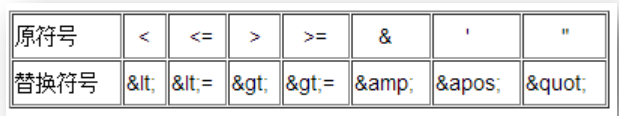 原符号 < <= > >= & ' "
替换符号 &lt; &lt;= &gt; &gt;= &amp; &apos; &quot;